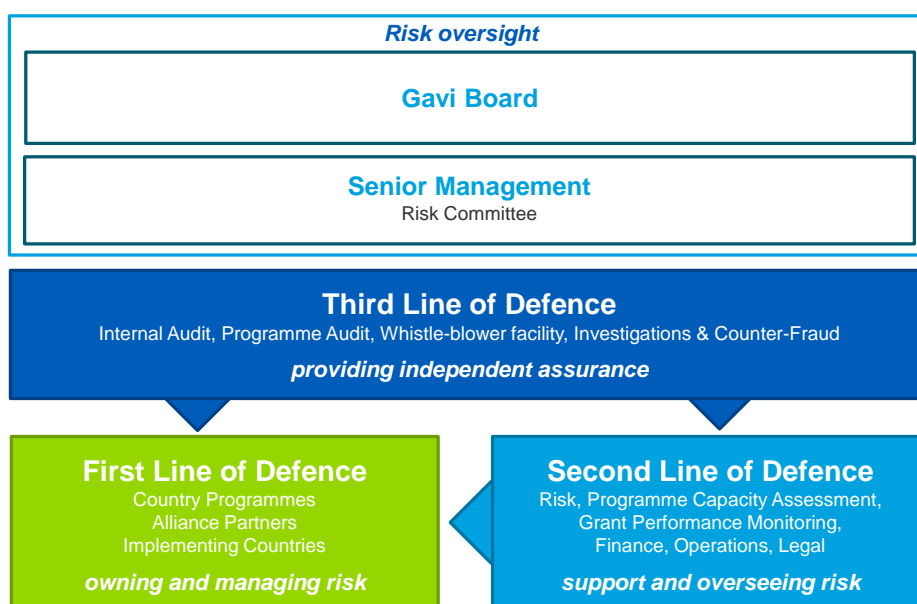 Risk oversight
Gavi Board
Senior Management
Risk Committee
Third Line of Defence
Internal Audit, Programme Audit, Whistle-blower facility, Investigations & Counter-Fraud
providing independent assurance
First Line of Defence
Country Programmes
Alliance Partners
Implementing Countries
owning and managing risk
Second Line of Defence
Risk, Programme Capacity Assessment,
Grant Performance Monitoring,
Finance, Operations, Legal
support and overseeing risk